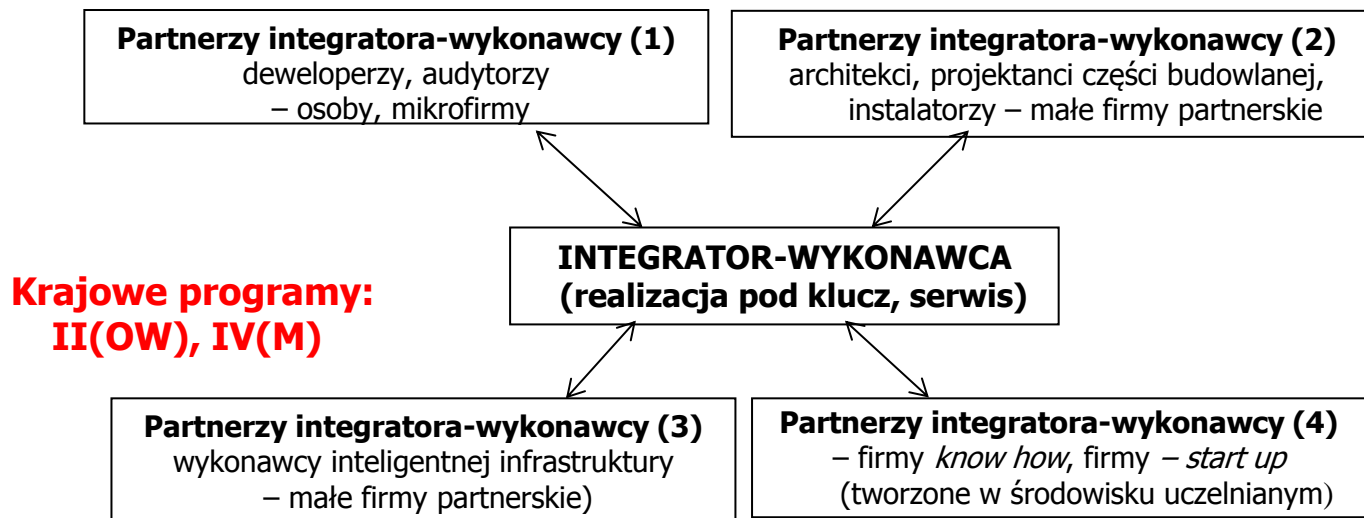 Partnerzy integratora-wykonawcy (1)
deweloperzy, audytorzy
– osoby, mikrofirmy
Partnerzy integratora-wykonawcy (2)
architekci, projektanci części budowlanej,
instalatorzy – małe firmy partnerskie
INTEGRATOR-WYKONAWCA
(realizacja pod klucz, serwis)
Krajowe programy:
II(OW), IV(M)
Partnerzy integratora-wykonawcy (3)
wykonawcy inteligentnej infrastruktury
– małe firmy partnerskie)
Partnerzy integratora-wykonawcy (4)
– firmy know how, firmy – start up
(tworzone w środowisku uczelnianym)